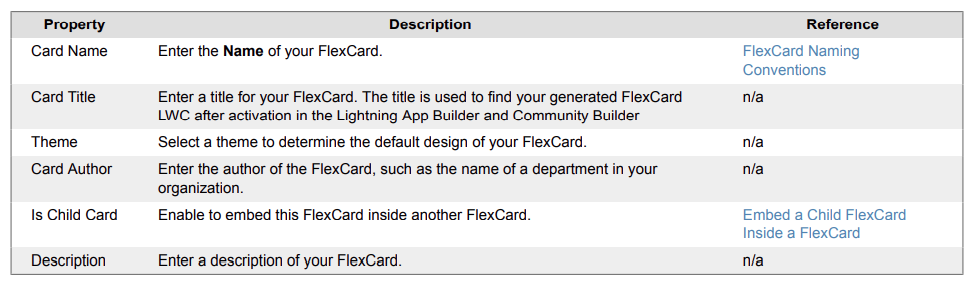 Property Description Reference
Card Name Enter the Name of your FlexCard. FlexCard Naming
Conventions
Card Title Enter a title for your FlexCard. The title is used to find your generated FlexCard n/a
LWC after activation in the Lightning App Builder and Community Builder
Theme Select a theme to determine the default design of your FlexCard. n/a
Card Author Enter the author of the FlexCard, such as the name of a department in your n/a
organization.
Is Child Card Enable to embed this FlexCard inside another FlexCard. Embed a Child FlexCard
Inside a FlexCard
Description Enter a description of your FlexCard. n/a